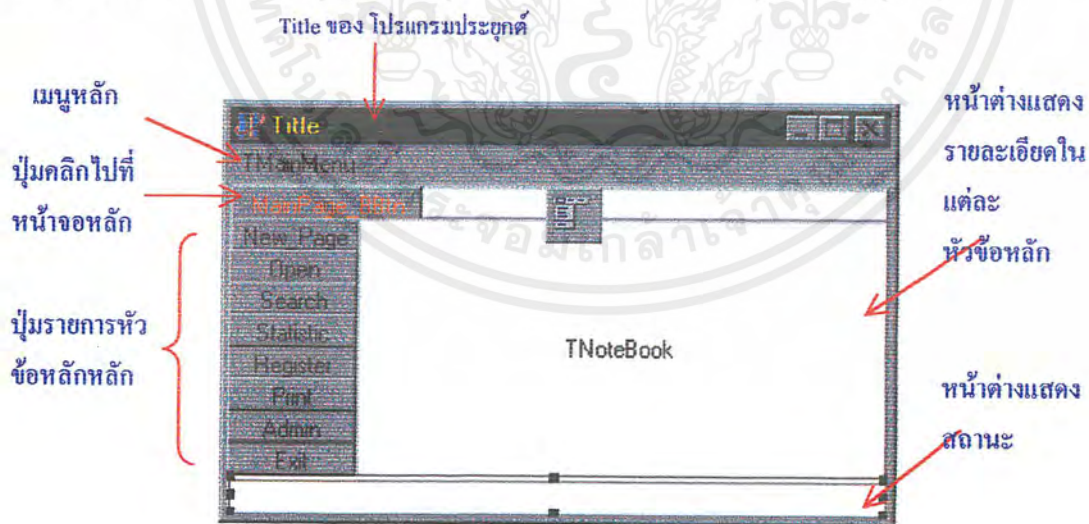 Title ของ โปรแกรมประยุกต์
เมนูหลัก
ปุ่มคลิกไปที่
หน้าจอหลัก
ปุ่มรายการหัว
ข้อหลักหลัก
Title
TMainMenu
MainPage
New_Page
Open
Search
Statistic
Register
Print
Admin
Exit
TNoteBook
หน้าต่างแสดง
รายละเอียดใน
แต่ละ
หัวข้อหลัก
หน้าต่างแสดง
สถานะ